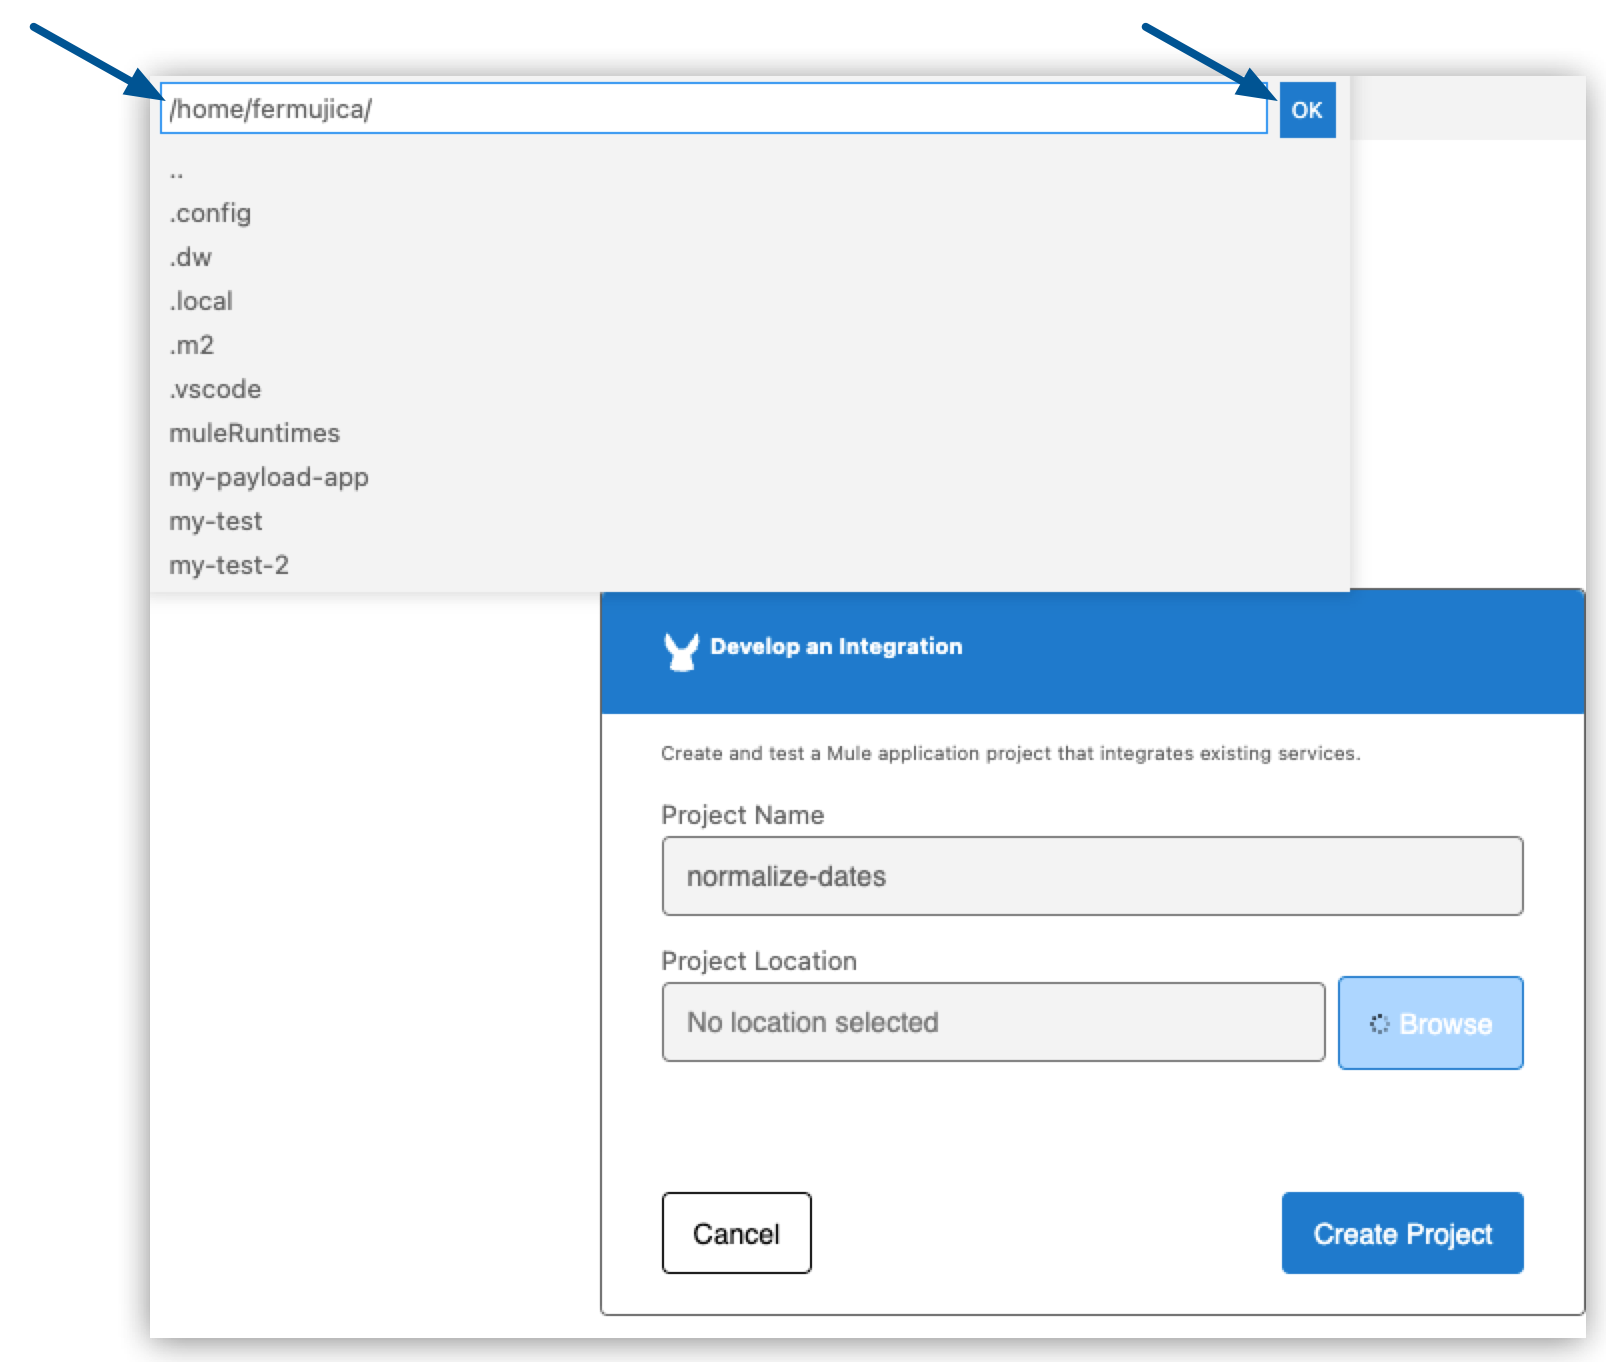 /home/fermujica/
OK
..
.config
.dw
.local
.m2
.vscode
muleRuntimes
my-payload-app
my-test
my-test-2
Develop an Integration
Create and test a Mule application project that integrates existing services.
Project Name
normalize-dates
Project Location
No location selected
Browse
Cancel
Create Project